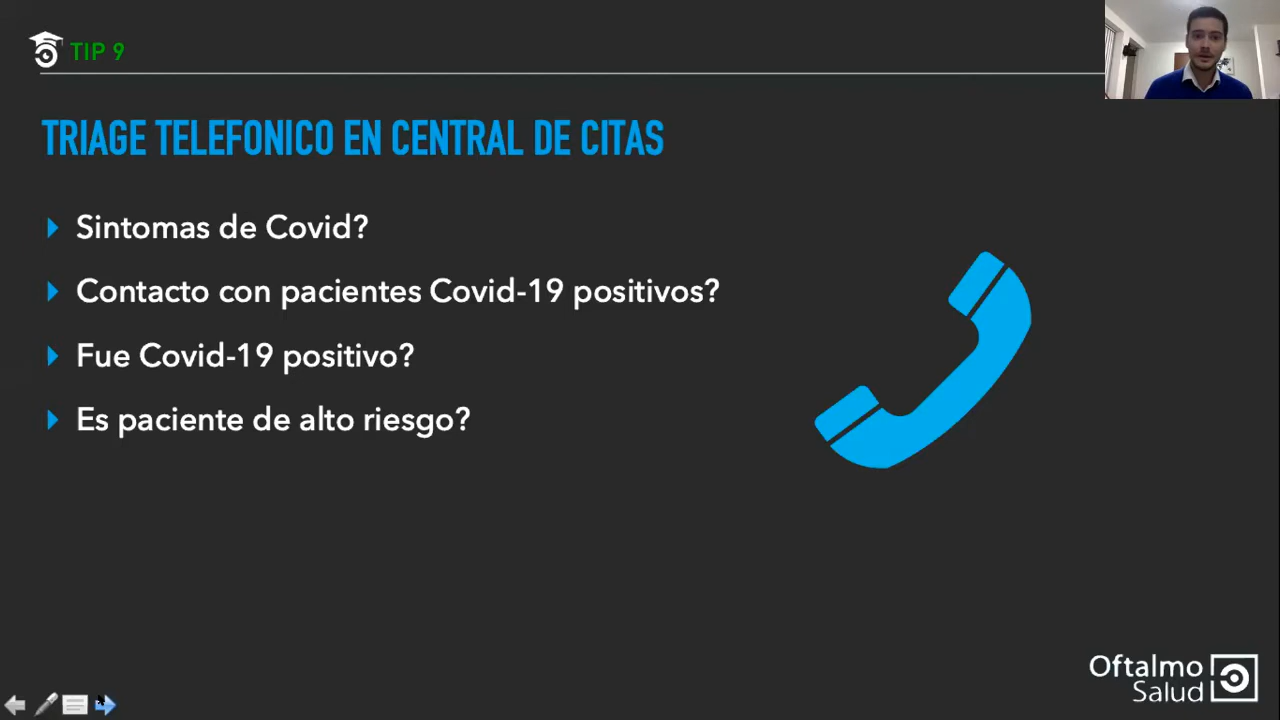 TIP 9
TRIAGE TELEFONICO EN CENTRAL DE CITAS
Sintomas de Covid?
Contacto con pacientes Covid-19 positivos?
Fue Covid-19 positivo?
Es paciente de alto riesgo?
Oftalmo
Salud